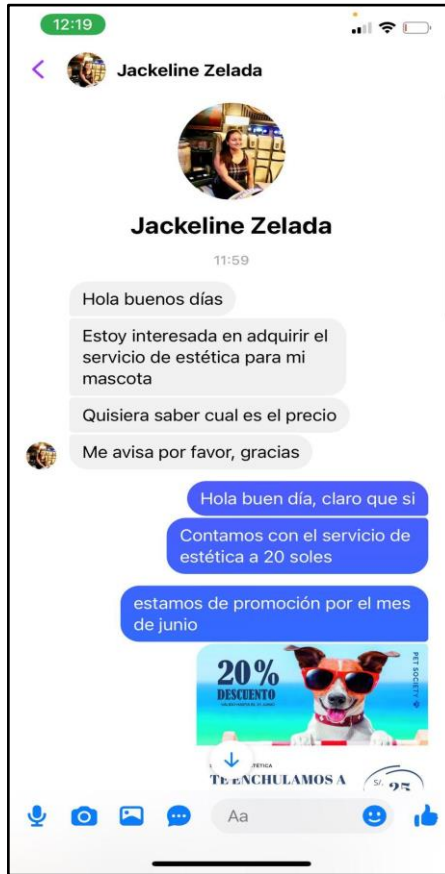 12:19
Jackeline Zelada
Jackeline Zelada
11:59
Hola buenos días
Estoy interesada en adquirir el
servicio de estética para mi
mascota
Quisiera saber cual es el precio
Me avisa por favor, gracias
Hola buen día, claro que si
Contamos con el servicio de
estética a 20 soles
estamos de promoción por el mes
de junio
20%
DESCUENTO
PET SOCIETY
TE ENCHULAMOS A
S/. 25
Aa